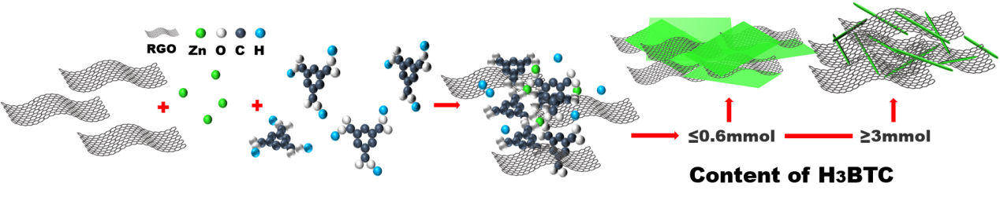 RGO Zn O C H
≤0.6mmol ≥3mmol
Content of H3BTC